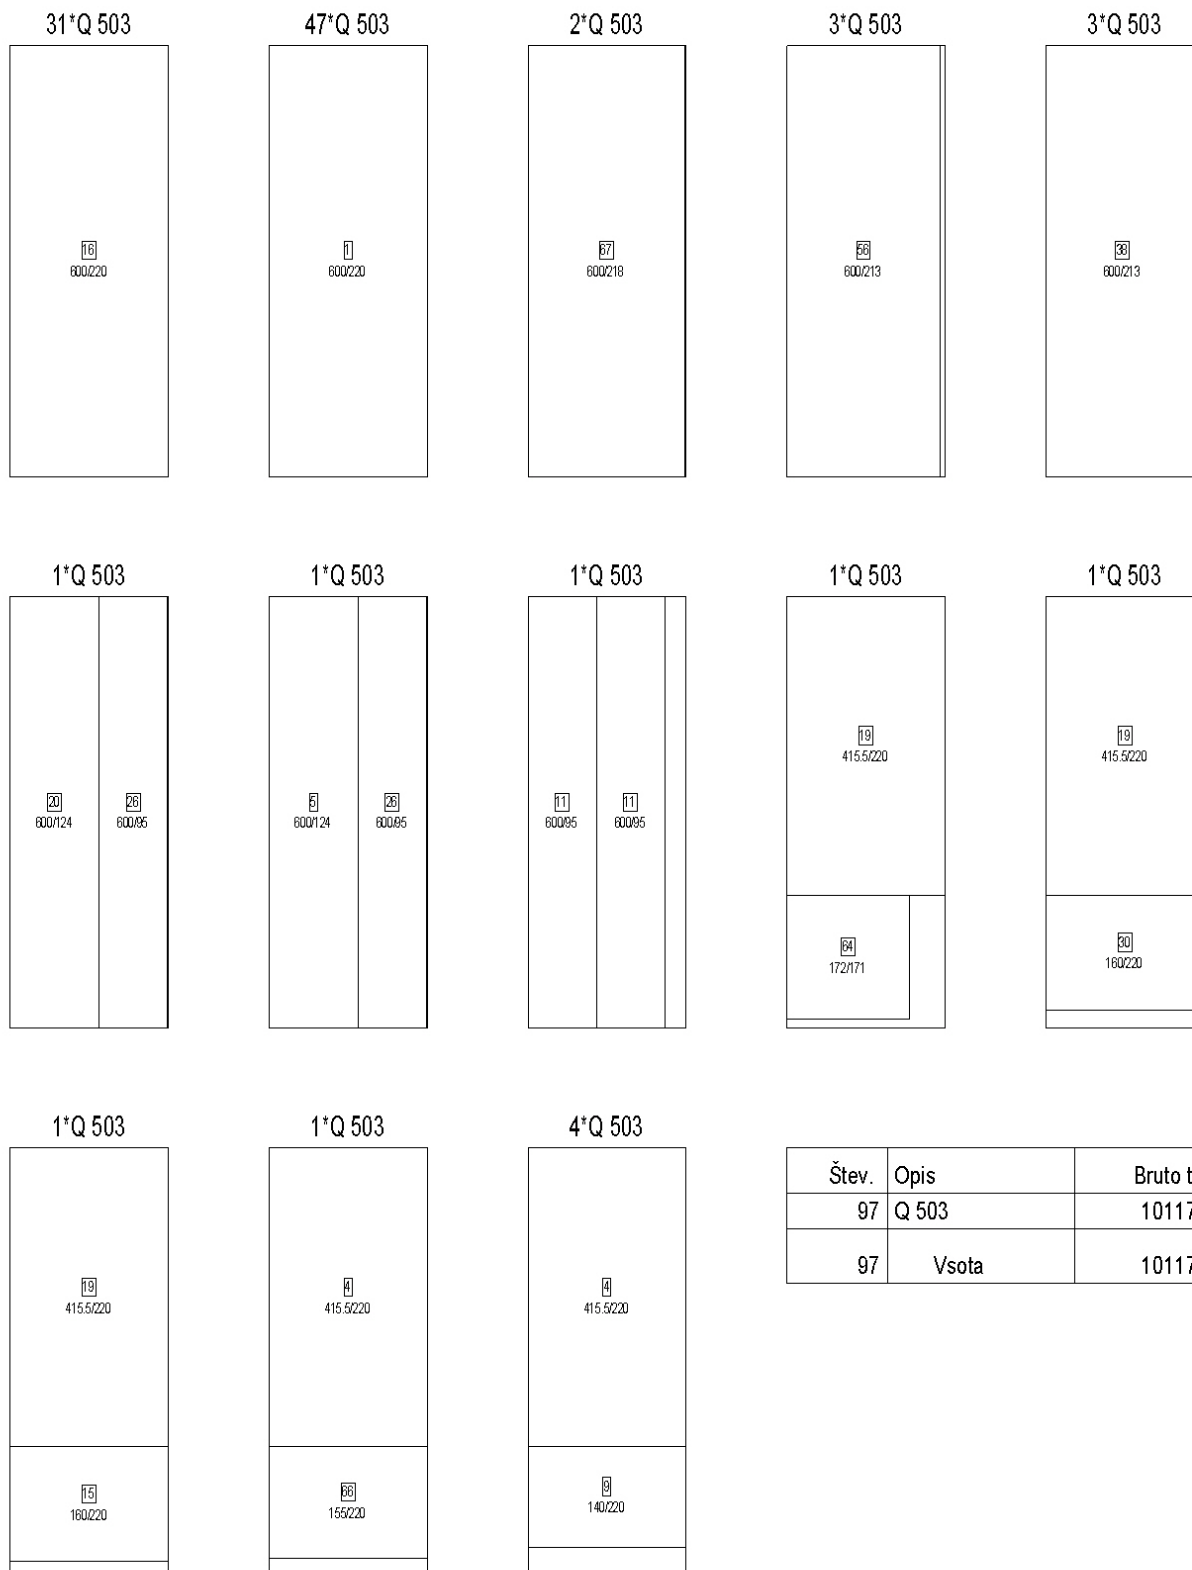 31*Q 503
47*Q 503
2*Q 503
3*Q 503
3*Q 503
16
600/220
1
600/220
67
600/218
56
600/213
38
600/213
1*Q 503
1*Q 503
1*Q 503
1*Q 503
1*Q 503
20
600/124
26
600/95
5
600/124
26
600/95
11
600/95
11
600/95
19
415.5/220
64
172/171
19
415.5/220
30
160/220
1*Q 503
1*Q 503
4*Q 503
19
415.5/220
15
160/220
4
415.5/220
66
155/220
4
415.5/220
9
140/220
Štev. Opis Bruto t
97 Q 503 10117
97 Vsota 10117